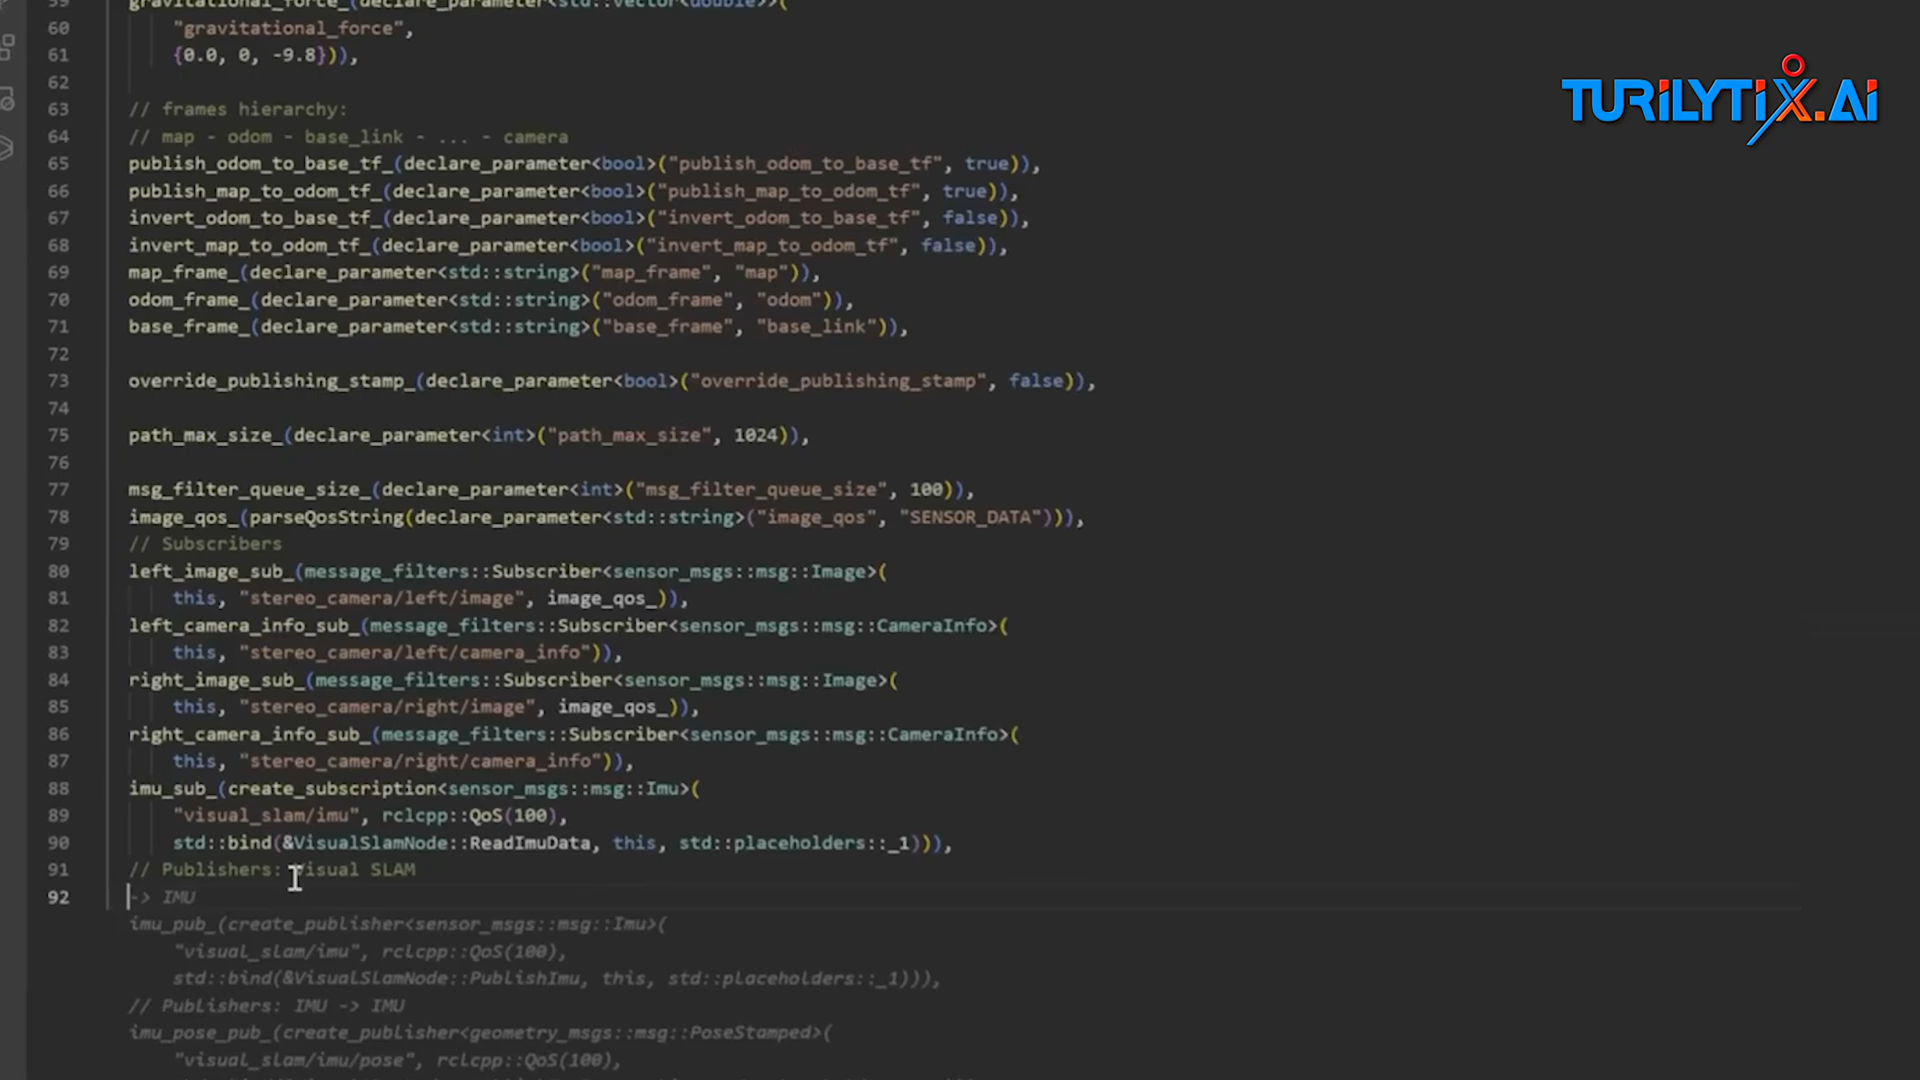 59 gravitational_force_(declare_parameter<std::vector<double>>(
60 "gravitational_force",
61 {0.0, 0, -9.8})),
62
63 // frames hierarchy:
64 // map - odom - base_link - ... - camera
65 publish_odom_to_base_tf_(declare_parameter<bool>("publish_odom_to_base_tf", true)),
66 publish_map_to_odom_tf_(declare_parameter<bool>("publish_map_to_odom_tf", true)),
67 invert_odom_to_base_tf_(declare_parameter<bool>("invert_odom_to_base_tf", false)),
68 invert_map_to_odom_tf_(declare_parameter<bool>("invert_map_to_odom_tf", false)),
69 map_frame_(declare_parameter<std::string>("map_frame", "map")),
70 odom_frame_(declare_parameter<std::string>("odom_frame", "odom")),
71 base_frame_(declare_parameter<std::string>("base_frame", "base_link")),
72
73 override_publishing_stamp_(declare_parameter<bool>("override_publishing_stamp", false)),
74
75 path_max_size_(declare_parameter<int>("path_max_size", 1024)),
76
77 msg_filter_queue_size_(declare_parameter<int>("msg_filter_queue_size", 100)),
78 image_qos_(parseQosString(declare_parameter<std::string>("image_qos", "SENSOR_DATA"))),
79 // Subscribers
80 left_image_sub_(message_filters::Subscriber<sensor_msgs::msg::Image>(
81 this, "stereo_camera/left/image", image_qos_)),
82 left_camera_info_sub_(message_filters::Subscriber<sensor_msgs::msg::CameraInfo>(
83 this, "stereo_camera/left/camera_info")),
84 right_image_sub_(message_filters::Subscriber<sensor_msgs::msg::Image>(
85 this, "stereo_camera/right/image", image_qos_)),
86 right_camera_info_sub_(message_filters::Subscriber<sensor_msgs::msg::CameraInfo>(
87 this, "stereo_camera/right/camera_info")),
88 imu_sub_(create_subscription<sensor_msgs::msg::Imu>(
89 "visual_slam/imu", rclcpp::QoS(100),
90 std::bind(&VisualSlamNode::ReadImuData, this, std::placeholders::_1))),
91 // Publishers: Visual SLAM
92 -> IMU
imu_pub_(create_publisher<sensor_msgs::msg::Imu>(
"visual_slam/imu", rclcpp::QoS(100),
std::bind(&VisualSlamNode::PublishImu, this, std::placeholders::_1))),
// Publishers: IMU -> IMU
imu_pose_pub_(create_publisher<geometry_msgs::msg::PoseStamped>(
"visual_slam/imu/pose", rclcpp::QoS(100),
TURILYTIX.AI